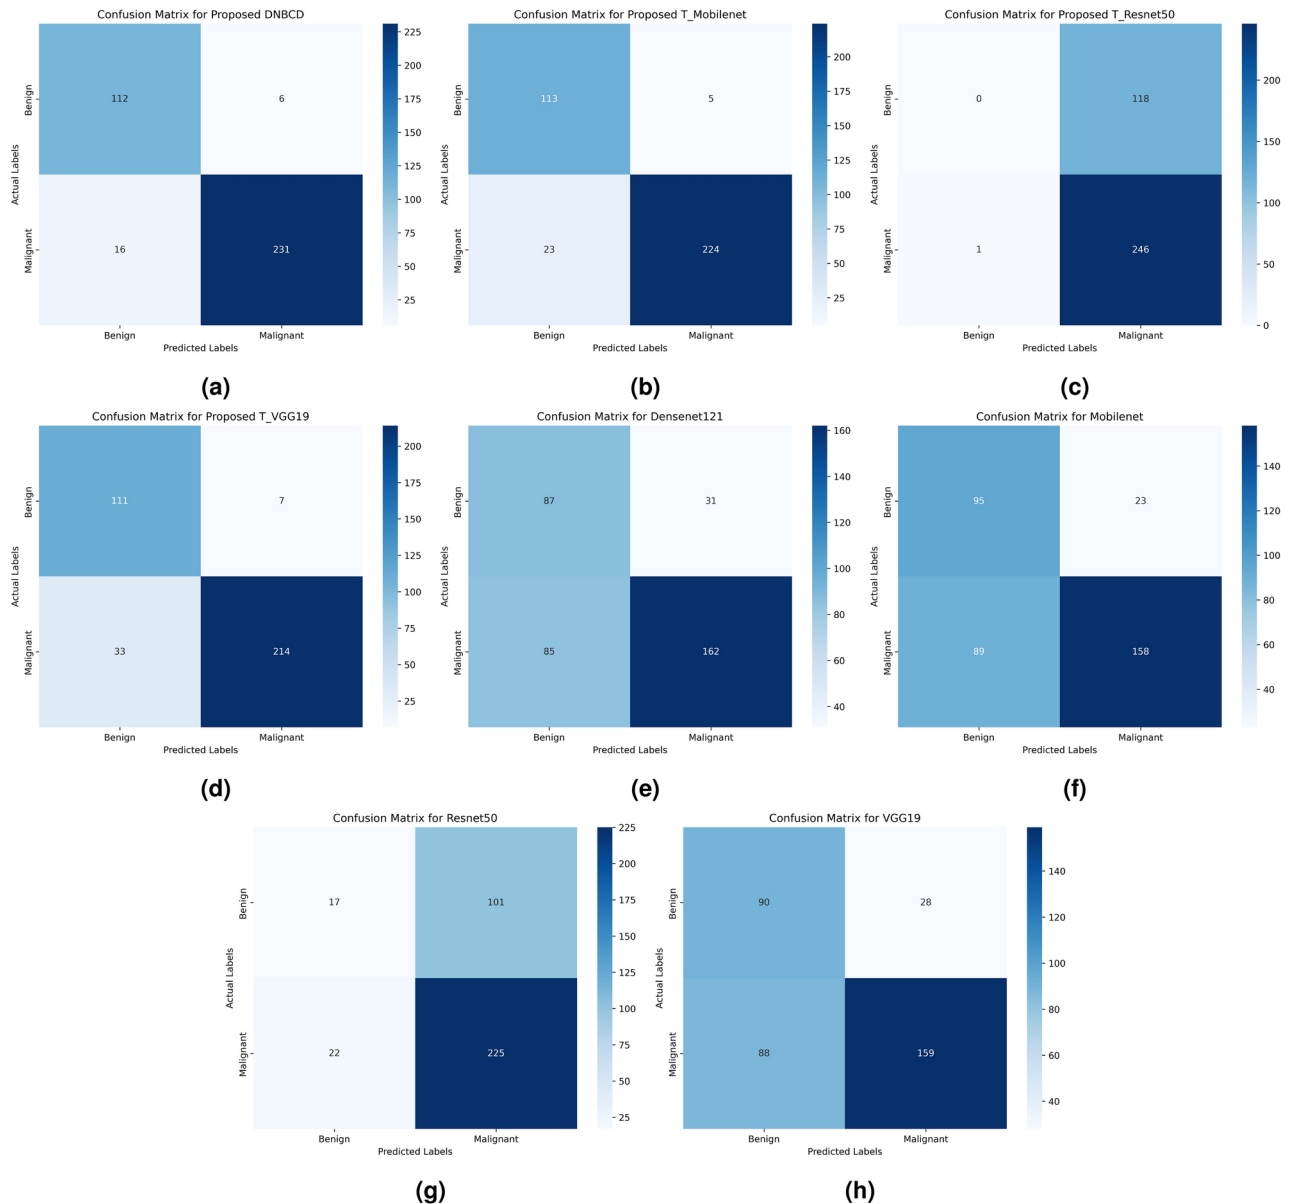 Confusion Matrix for Proposed DNBCD
Benign
Malignant
Actual Labels
112
6
16
231
Benign
Malignant
Predicted Labels
225
200
175
150
125
100
75
50
25
(a)
Confusion Matrix for Proposed T_Mobilenet
Benign
Malignant
Actual Labels
113
5
23
224
Benign
Malignant
Predicted Labels
200
175
150
125
100
75
50
25
(b)
Confusion Matrix for Proposed T_Resnet50
Benign
Malignant
Actual Labels
0
118
1
246
Benign
Malignant
Predicted Labels
200
150
100
50
0
(c)
Confusion Matrix for Proposed T_VGG19
Benign
Malignant
Actual Labels
111
7
33
214
Benign
Malignant
Predicted Labels
200
175
150
125
100
75
50
25
(d)
Confusion Matrix for Densenet121
Benign
Malignant
Actual Labels
87
31
85
162
Benign
Malignant
Predicted Labels
160
140
120
100
80
60
40
(e)
Confusion Matrix for Mobilenet
Benign
Malignant
Actual Labels
95
23
89
158
Benign
Malignant
Predicted Labels
140
120
100
80
60
40
(f)
Confusion Matrix for Resnet50
Benign
Malignant
Actual Labels
17
101
22
225
Benign
Malignant
Predicted Labels
225
200
175
150
125
100
75
50
25
(g)
Confusion Matrix for VGG19
Benign
Malignant
Actual Labels
90
28
88
159
Benign
Malignant
Predicted Labels
140
120
100
80
60
40
(h)